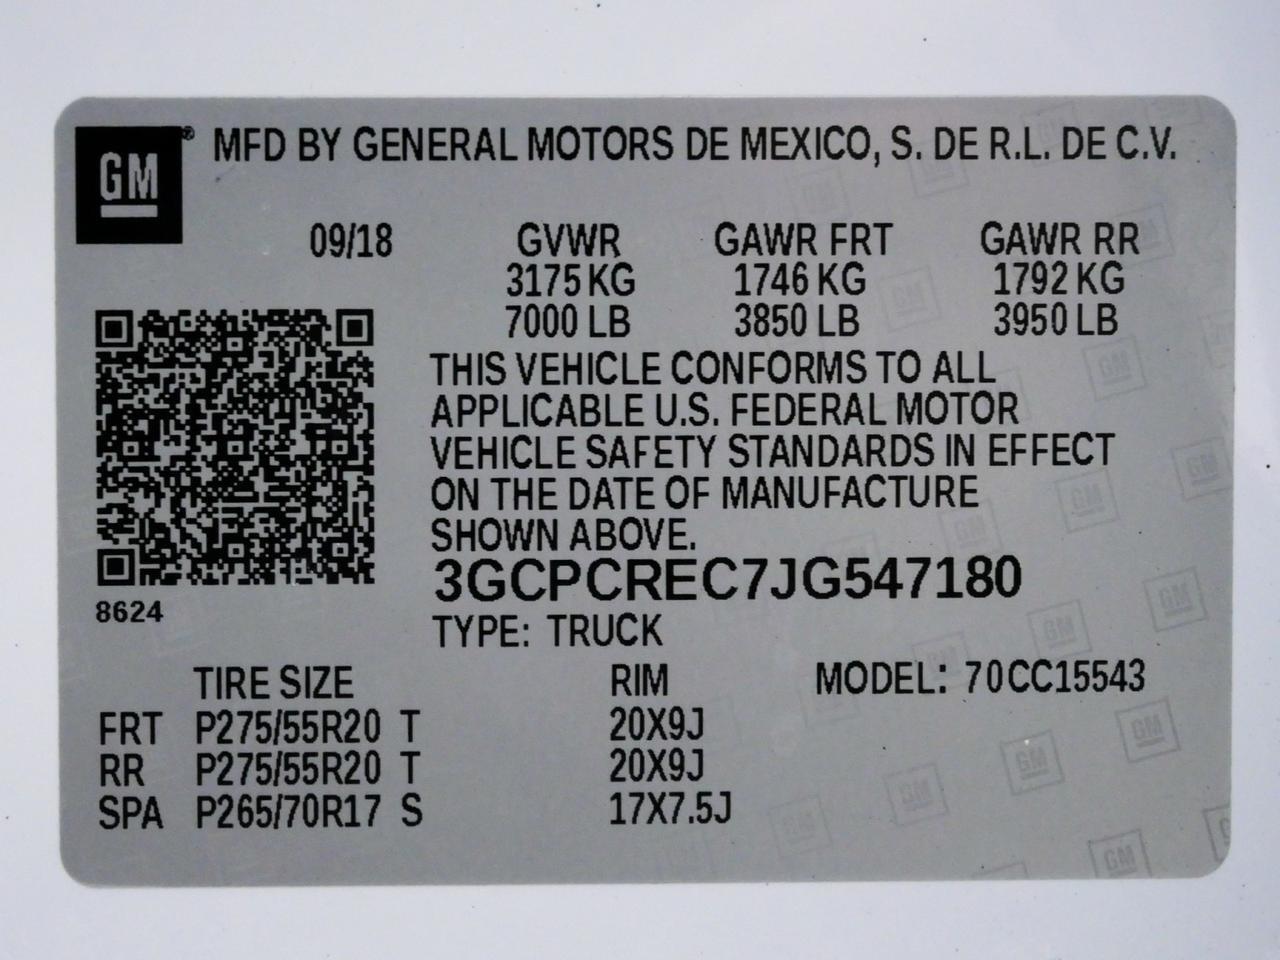 GM® MFD BY GENERAL MOTORS DE MEXICO, S. DE R.L. DE C.V.
09/18 GVWR GAWR FRT GAWR RR
3175 KG 1746 KG 1792 KG
7000 LB 3850 LB 3950 LB
THIS VEHICLE CONFORMS TO ALL
APPLICABLE U.S. FEDERAL MOTOR
VEHICLE SAFETY STANDARDS IN EFFECT
ON THE DATE OF MANUFACTURE
SHOWN ABOVE.
3GCPCREC7JG547180
8624
TYPE: TRUCK
TIRE SIZE RIM MODEL: 70CC15543
FRT P275/55R20 T 20X9J
RR P275/55R20 T 20X9J
SPA P265/70R17 S 17X7.5J